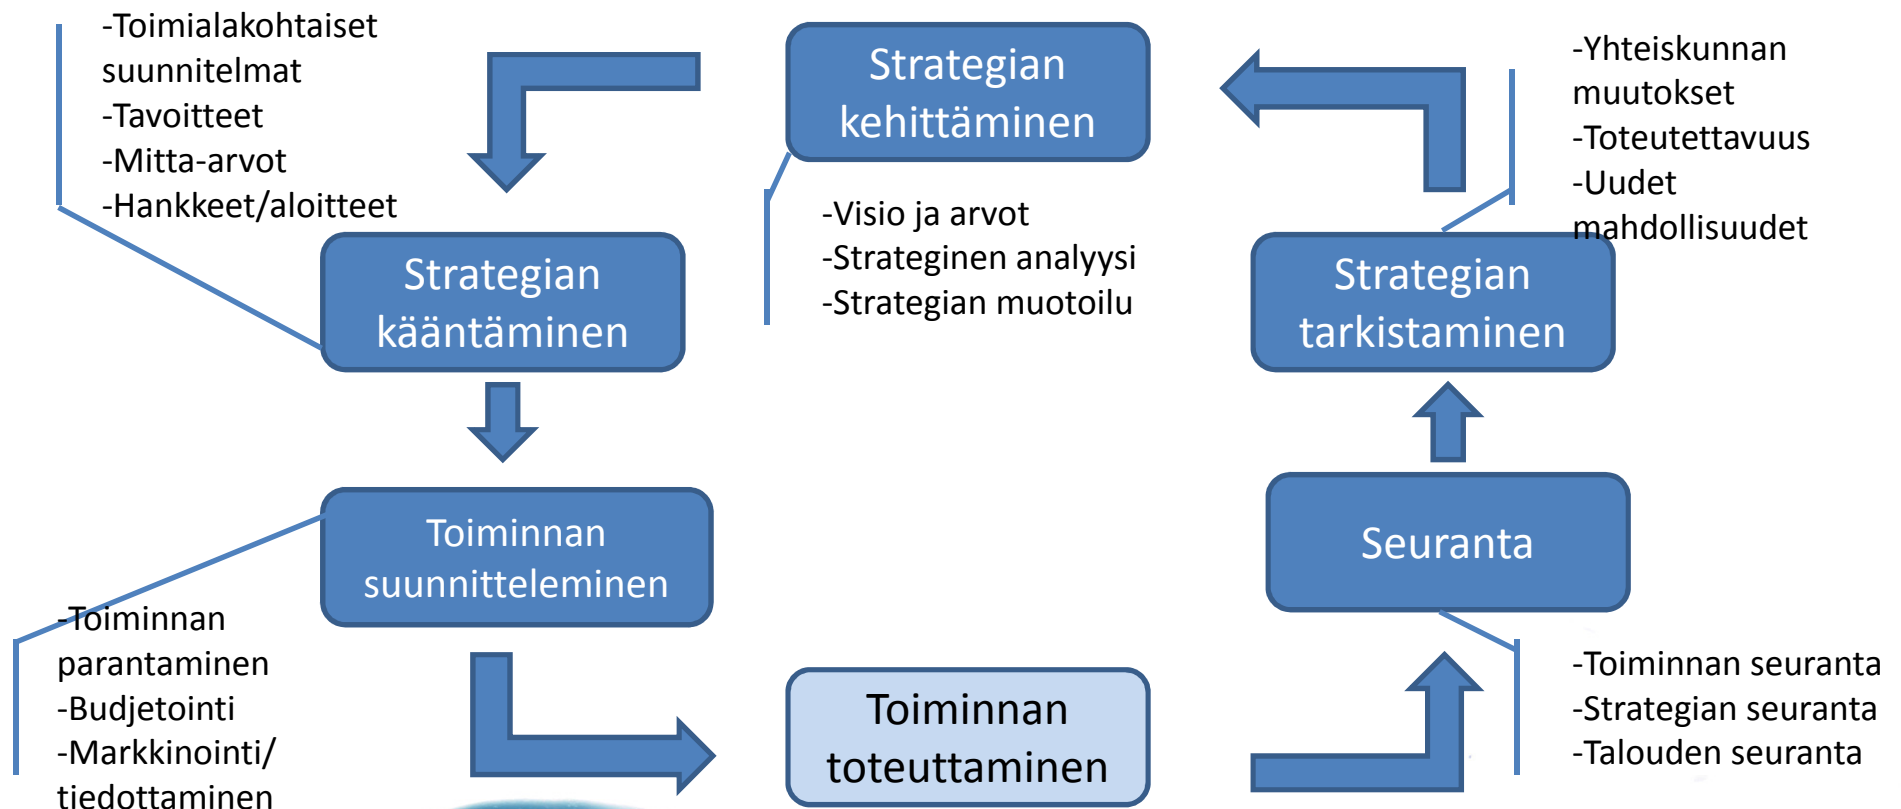 -Toimialakohtaiset
suunnitelmat
-Tavoitteet
-Mitta-arvot
-Hankkeet/aloitteet
Strategian
kehittäminen
-Visio ja arvot
-Strateginen analyysi
-Strategian muotoilu
-Yhteiskunnan
muutokset
-Toteutettavuus
-Uudet
mahdollisuudet
Strategian
kääntäminen
Strategian
tarkistaminen
Toiminnan
suunnitteleminen
Seuranta
-Toiminnan
parantaminen
-Budjetointi
-Markkinointi/
tiedottaminen
Toiminnan
toteuttaminen
-Toiminnan seuranta
-Strategian seuranta
-Talouden seuranta